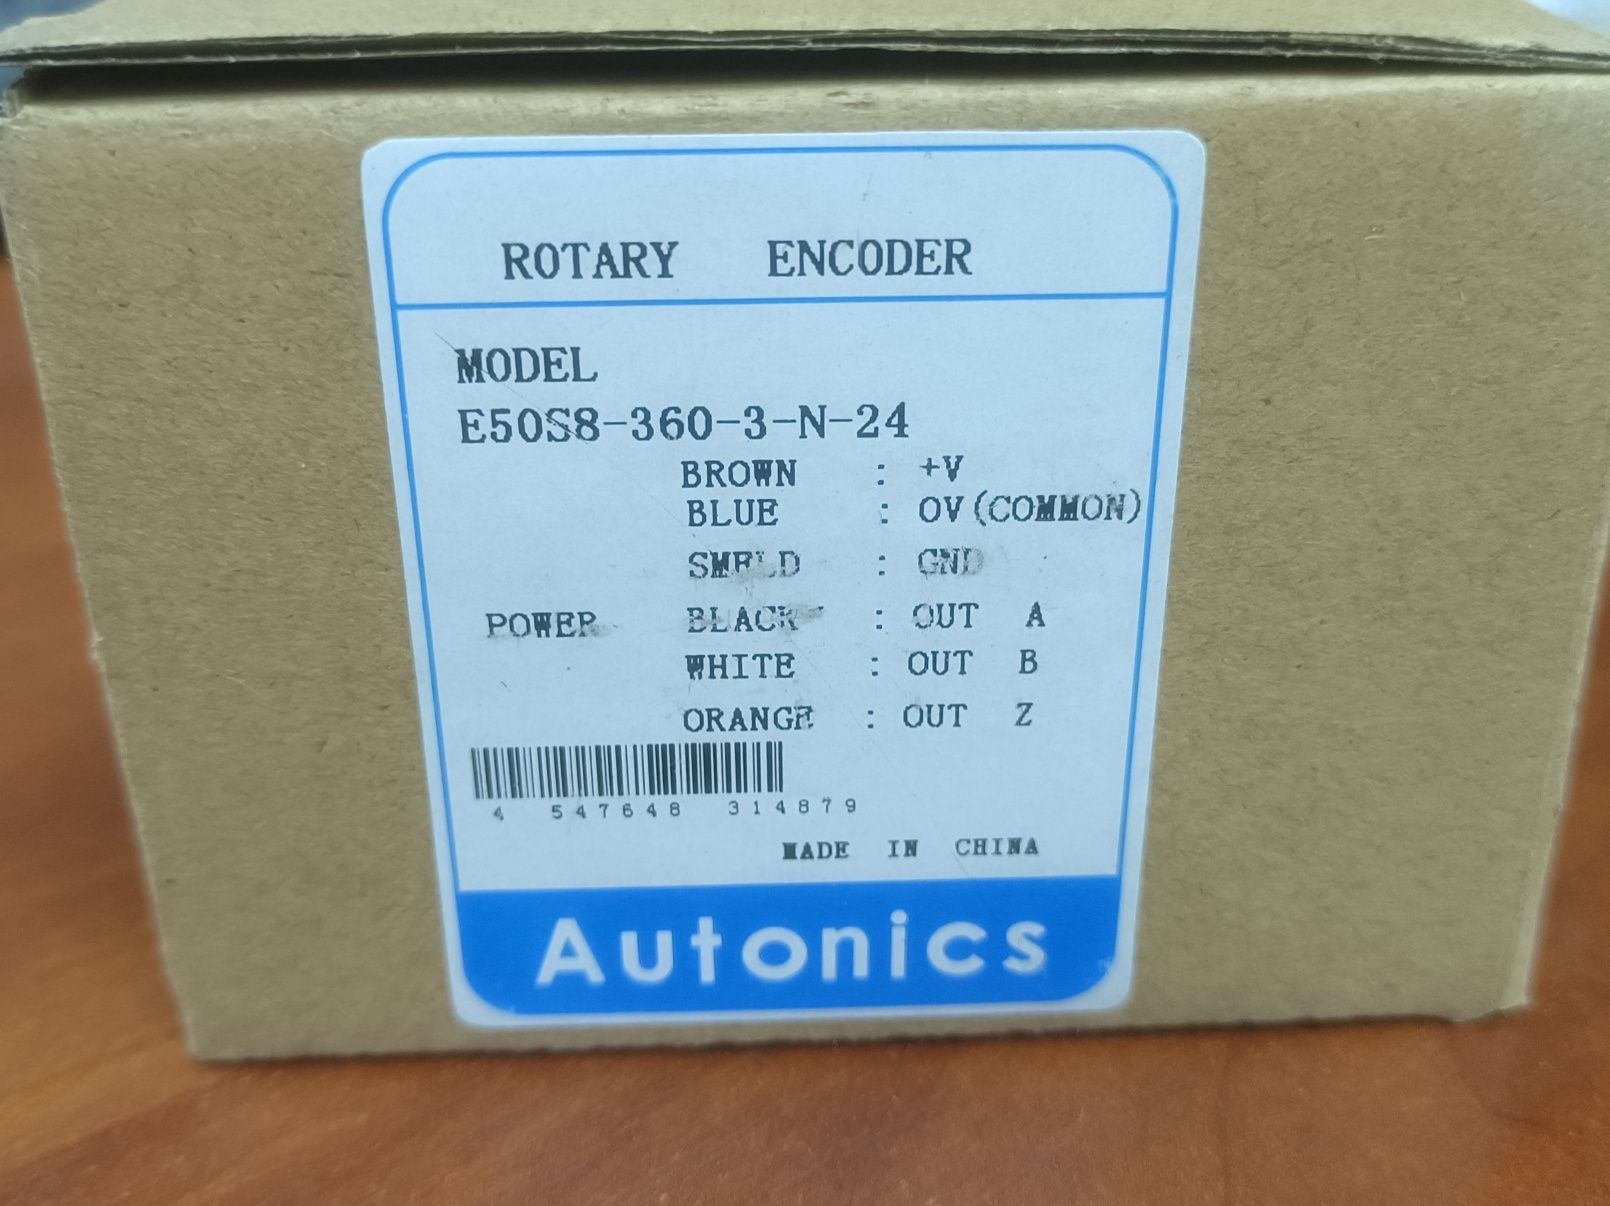 ROTARY ENCODER
MODEL
E50S8-360-3-N-24
BROWN : +V
BLUE : 0V(COMMON)
: GND
POWER BLACK : OUT A
WHITE : OUT B
ORANGE : OUT Z
4 547648 314879
MADE IN CHINA
Autonics